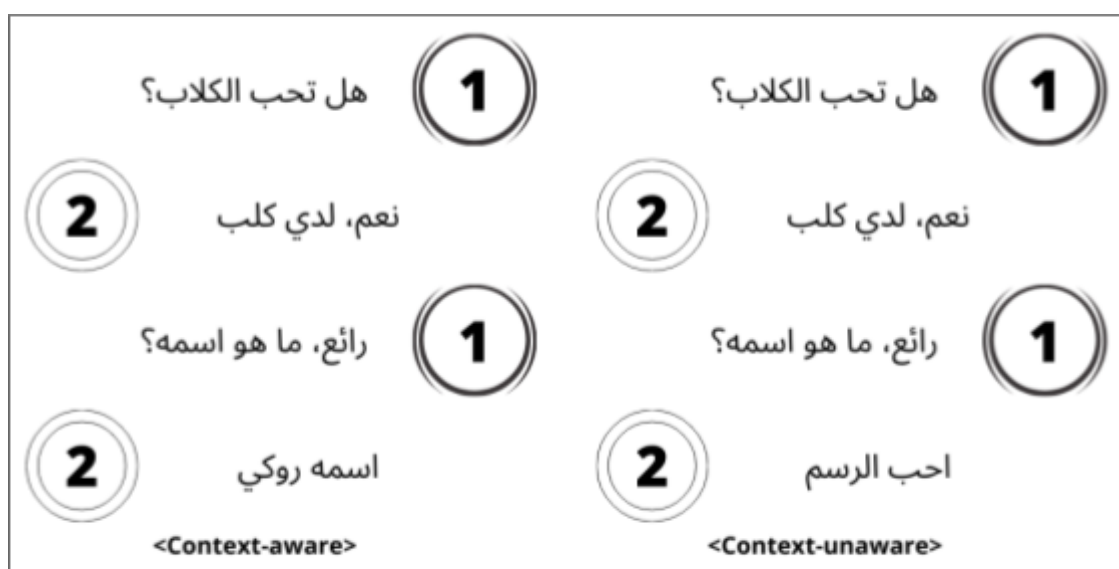 هل تحب الكلاب؟ 1
2 نعم، لدي كلب
رائع، ما هو اسمه؟ 1
2 اسمه روكي
<Context-aware>
هل تحب الكلاب؟ 1
2 نعم، لدي كلب
رائع، ما هو اسمه؟ 1
2 احب الرسم
<Context-unaware>